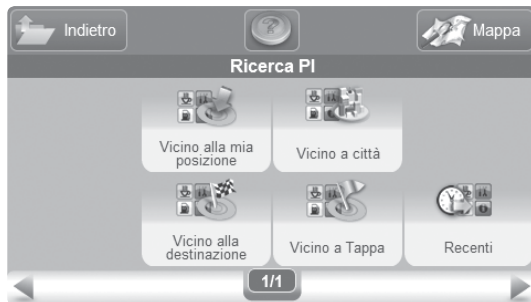 Indietro
Mappa
Ricerca PI
Vicino alla mia
posizione
Vicino a città
Vicino alla
destinazione
Vicino a Tappa
Recenti
1/1